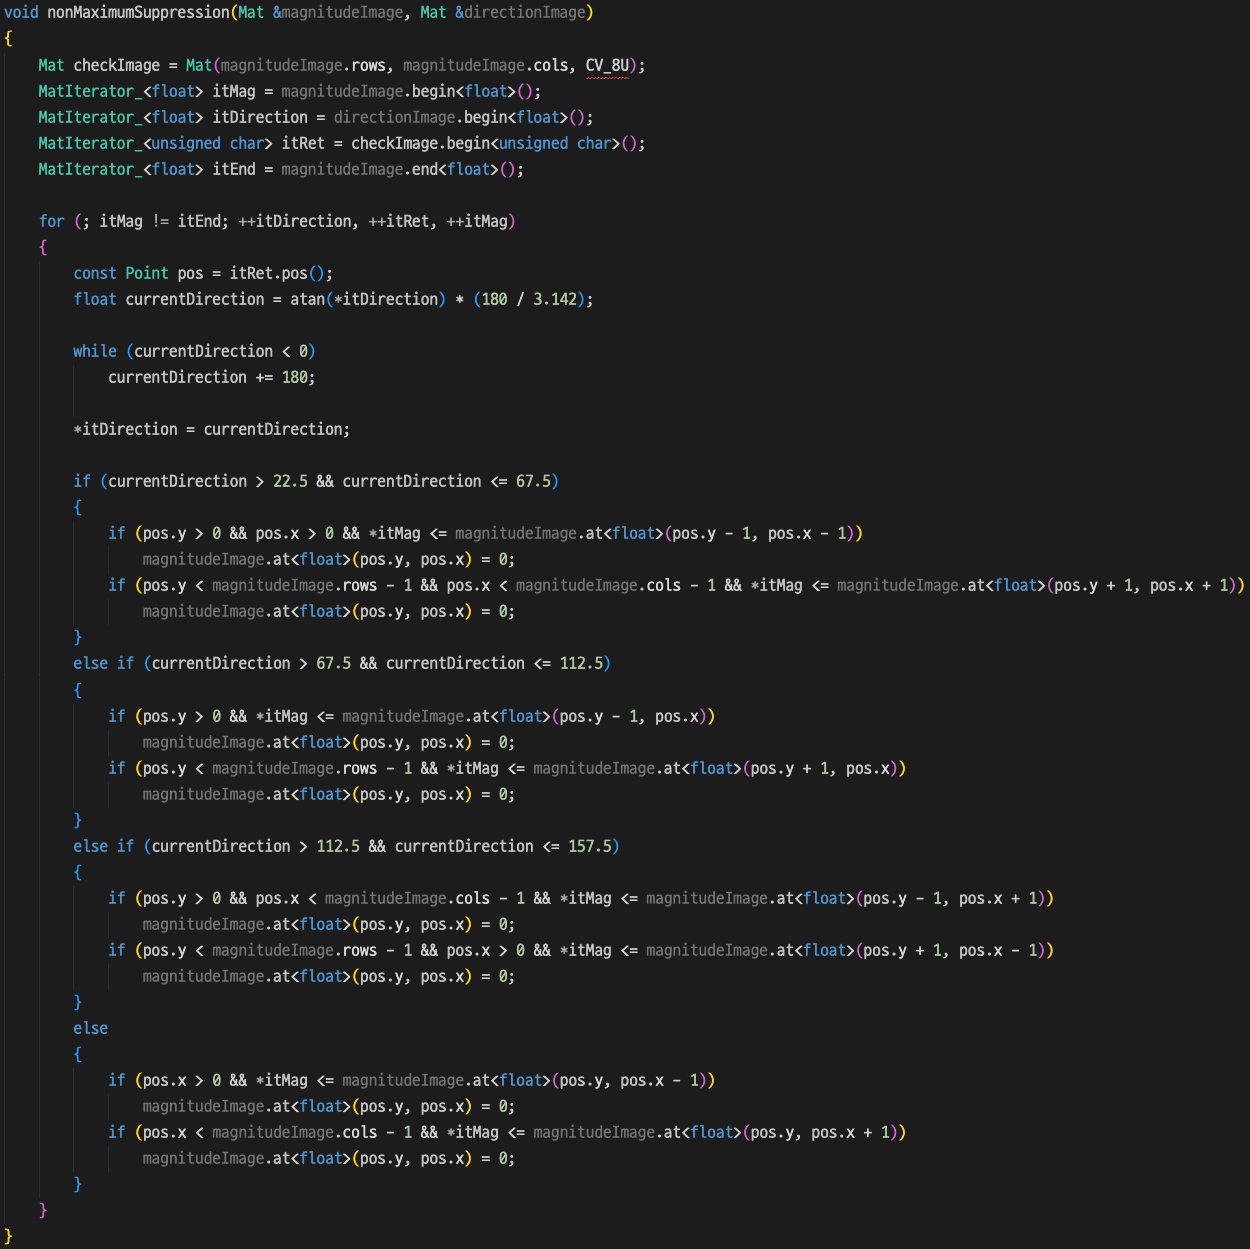 void nonMaximumSuppression(Mat &magnitudeImage, Mat &directionImage)
{
    Mat checkImage = Mat(magnitudeImage.rows, magnitudeImage.cols, CV_8U);
    MatIterator_<float> itMag = magnitudeImage.begin<float>();
    MatIterator_<float> itDirection = directionImage.begin<float>();
    MatIterator_<unsigned char> itRet = checkImage.begin<unsigned char>();
    MatIterator_<float> itEnd = magnitudeImage.end<float>();

    for (; itMag != itEnd; ++itDirection, ++itRet, ++itMag)
    {
        const Point pos = itRet.pos();
        float currentDirection = atan(*itDirection) * (180 / 3.142);

        while (currentDirection < 0)
            currentDirection += 180;

        *itDirection = currentDirection;

        if (currentDirection > 22.5 && currentDirection <= 67.5)
        {
            if (pos.y > 0 && pos.x > 0 && *itMag <= magnitudeImage.at<float>(pos.y - 1, pos.x - 1))
                magnitudeImage.at<float>(pos.y, pos.x) = 0;
            if (pos.y < magnitudeImage.rows - 1 && pos.x < magnitudeImage.cols - 1 && *itMag <= magnitudeImage.at<float>(pos.y + 1, pos.x + 1))
                magnitudeImage.at<float>(pos.y, pos.x) = 0;
        }
        else if (currentDirection > 67.5 && currentDirection <= 112.5)
        {
            if (pos.y > 0 && *itMag <= magnitudeImage.at<float>(pos.y - 1, pos.x))
                magnitudeImage.at<float>(pos.y, pos.x) = 0;
            if (pos.y < magnitudeImage.rows - 1 && *itMag <= magnitudeImage.at<float>(pos.y + 1, pos.x))
                magnitudeImage.at<float>(pos.y, pos.x) = 0;
        }
        else if (currentDirection > 112.5 && currentDirection <= 157.5)
        {
            if (pos.y > 0 && pos.x < magnitudeImage.cols - 1 && *itMag <= magnitudeImage.at<float>(pos.y - 1, pos.x + 1))
                magnitudeImage.at<float>(pos.y, pos.x) = 0;
            if (pos.y < magnitudeImage.rows - 1 && pos.x > 0 && *itMag <= magnitudeImage.at<float>(pos.y + 1, pos.x - 1))
                magnitudeImage.at<float>(pos.y, pos.x) = 0;
        }
        else
        {
            if (pos.x > 0 && *itMag <= magnitudeImage.at<float>(pos.y, pos.x - 1))
                magnitudeImage.at<float>(pos.y, pos.x) = 0;
            if (pos.x < magnitudeImage.cols - 1 && *itMag <= magnitudeImage.at<float>(pos.y, pos.x + 1))
                magnitudeImage.at<float>(pos.y, pos.x) = 0;
        }
    }
}